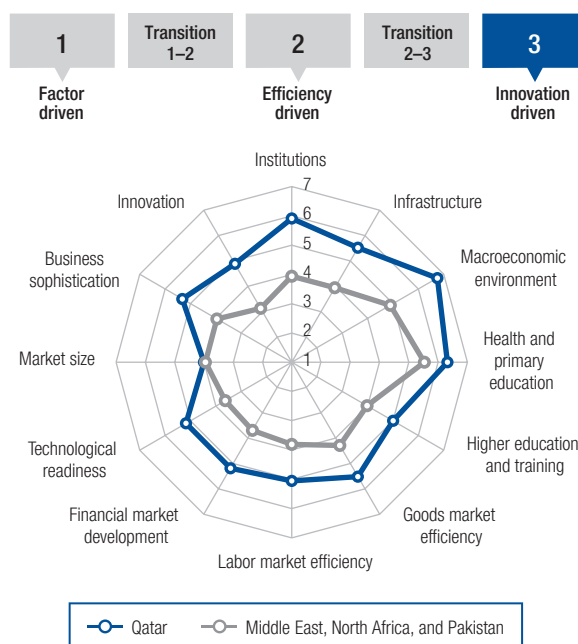 1
Transition
1–2
2
Transition
2–3
3
Factor
driven
Efficiency
driven
Innovation
driven
Institutions
7
6
5
4
3
2
1
Infrastructure
Macroeconomic
environment
Health and
primary
education
Higher education
and training
Goods market
efficiency
Labor market efficiency
Financial market
development
Technological
readiness
Market size
Business
sophistication
Innovation
Qatar
Middle East, North Africa, and Pakistan